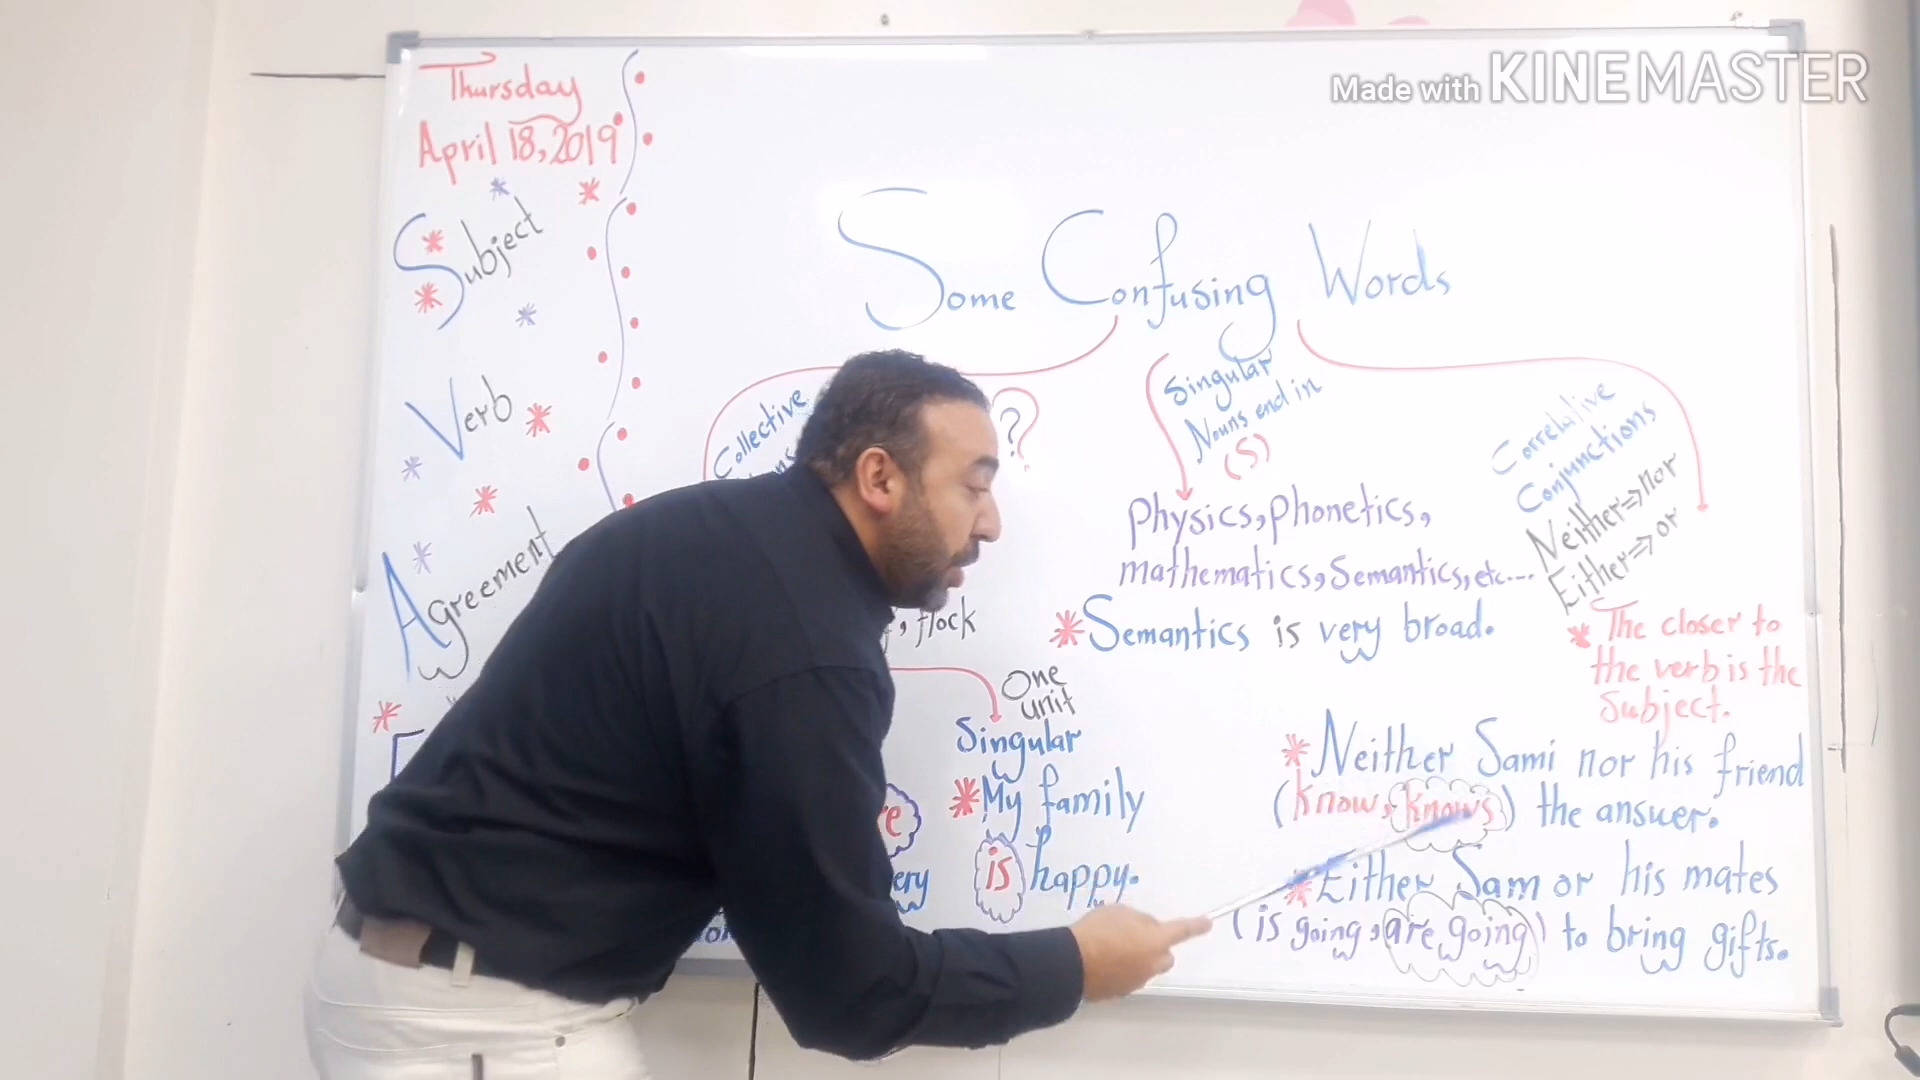 Made with KINEMASTER
Thursday
April 18, 2019
Subject
Verb
Agreement
Some Confusing Words
Collective
?
Singular
Nouns end in
(S)
Correlative
Conjunctions
Neither => nor
Either => or
Physics, Phonetics,
mathematics, Semantics, etc....
* Semantics is very broad.
* The closer to
the verb is the
Subject.
, flock
One
unit
Singular
* My family
is happy.
* Neither Sami nor his friend
(know, knows) the answer.
* Either Sam or his mates
(is going, are going) to bring gifts.